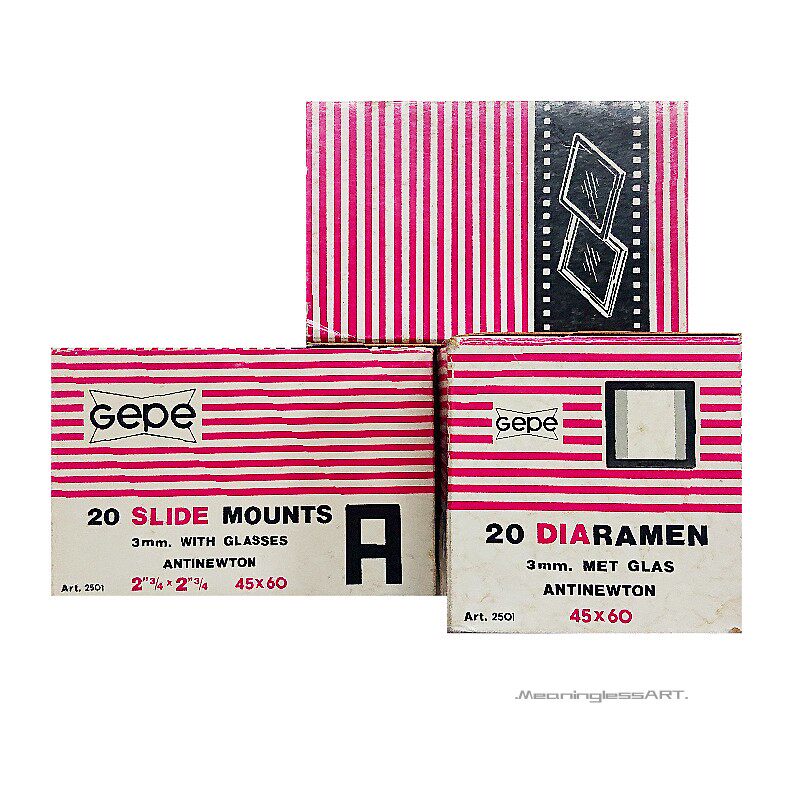 GePe
20 SLIDE MOUNTS
3mm. WITH GLASSES
ANTINEWTON
Art. 2501 2"3/4 x 2"3/4 45x60
A
GePe
20 DIARAMEN
3mm. MET GLAS
ANTINEWTON
Art. 2501 45x60
.MeaninglessART.